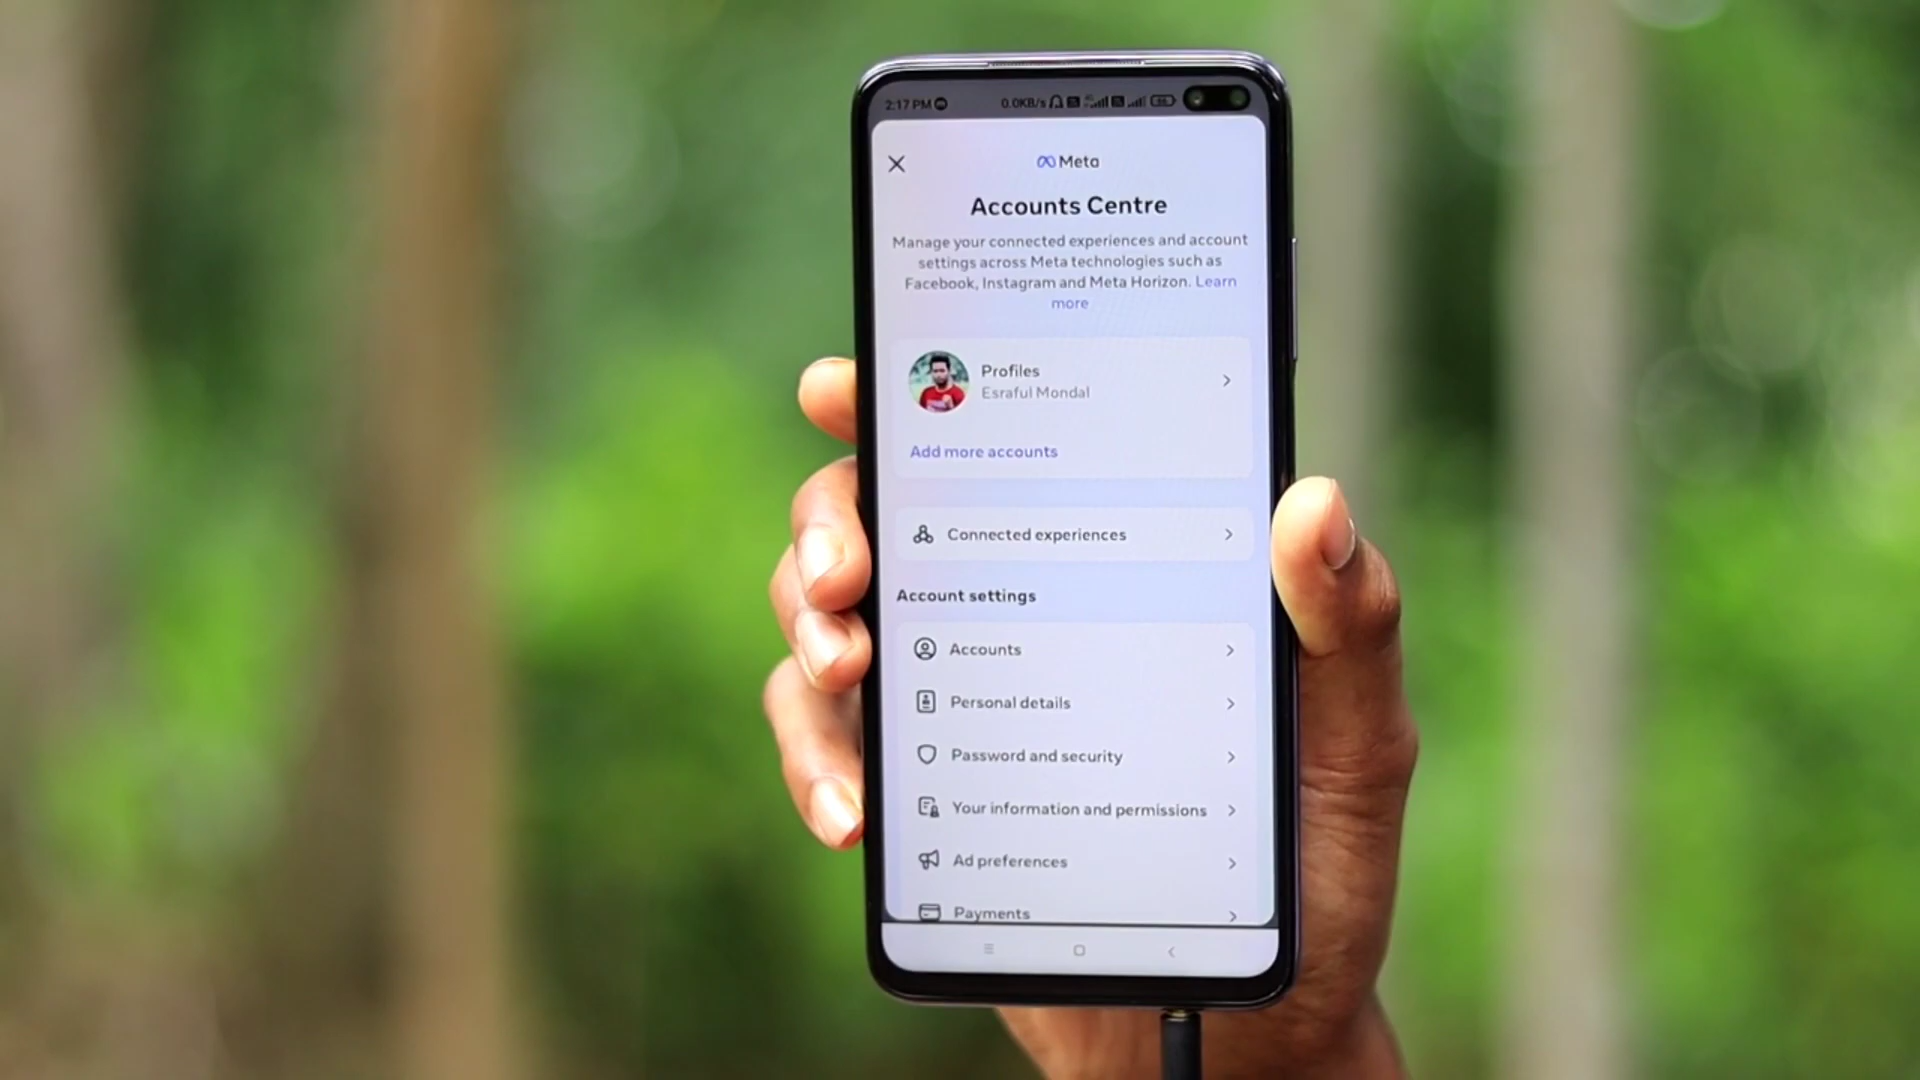 2:17 PM 0.0KB/s
Meta
Accounts Centre
Manage your connected experiences and account
settings across Meta technologies such as
Facebook, Instagram and Meta Horizon. Learn
more
Profiles
Esraful Mondal
Add more accounts
Connected experiences
Account settings
Accounts
Personal details
Password and security
Your information and permissions
Ad preferences
Payments